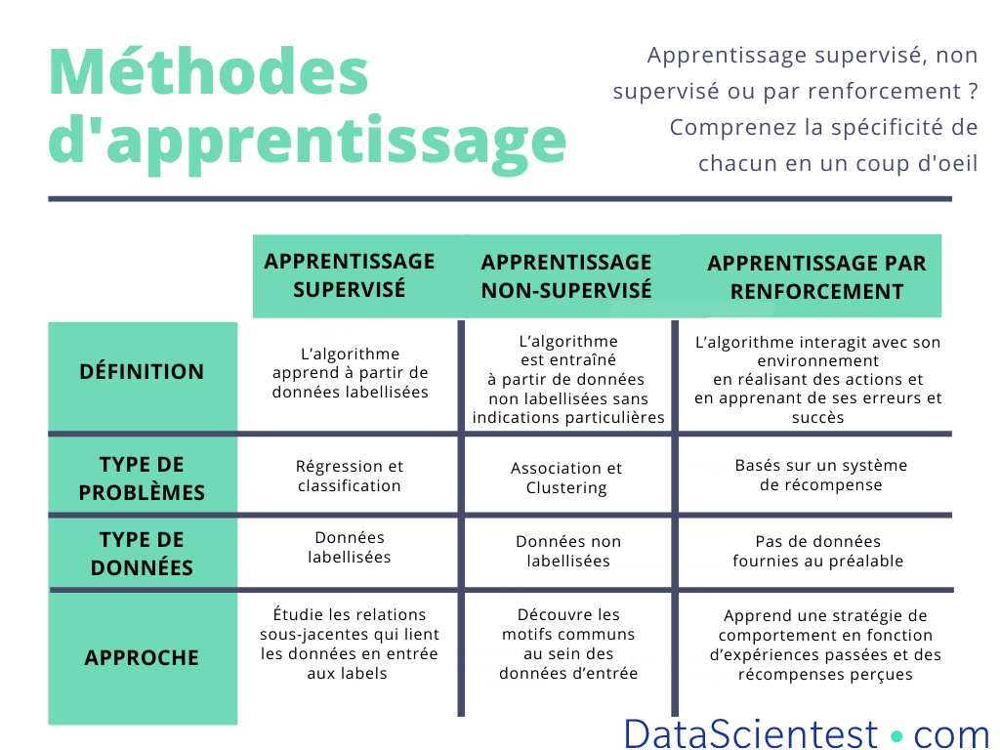 Méthodes
d'apprentissage
Apprentissage supervisé, non
supervisé ou par renforcement ?
Comprenez la spécificité de
chacun en un coup d'oeil
APPRENTISSAGE
SUPERVISÉ
APPRENTISSAGE
NON-SUPERVISÉ
APPRENTISSAGE PAR
RENFORCEMENT
DÉFINITION
L’algorithme
apprend à partir de
données labellisées
L’algorithme
est entraîné
à partir de données
non labellisées sans
indications particulières
L’algorithme interagit avec son
environnement
en réalisant des actions et
en apprenant de ses erreurs et
succès
TYPE DE
PROBLÈMES
Régression et
classification
Association et
Clustering
Basés sur un système
de récompense
TYPE DE
DONNÉES
Données
labellisées
Données non
labellisées
Pas de données
fournies au préalable
APPROCHE
Étudie les relations
sous-jacentes qui lient
les données en entrée
aux labels
Découvre les
motifs communs
au sein des
données d’entrée
Apprend une stratégie de
comportement en fonction
d’expériences passées et des
récompenses perçues
DataScientest • com